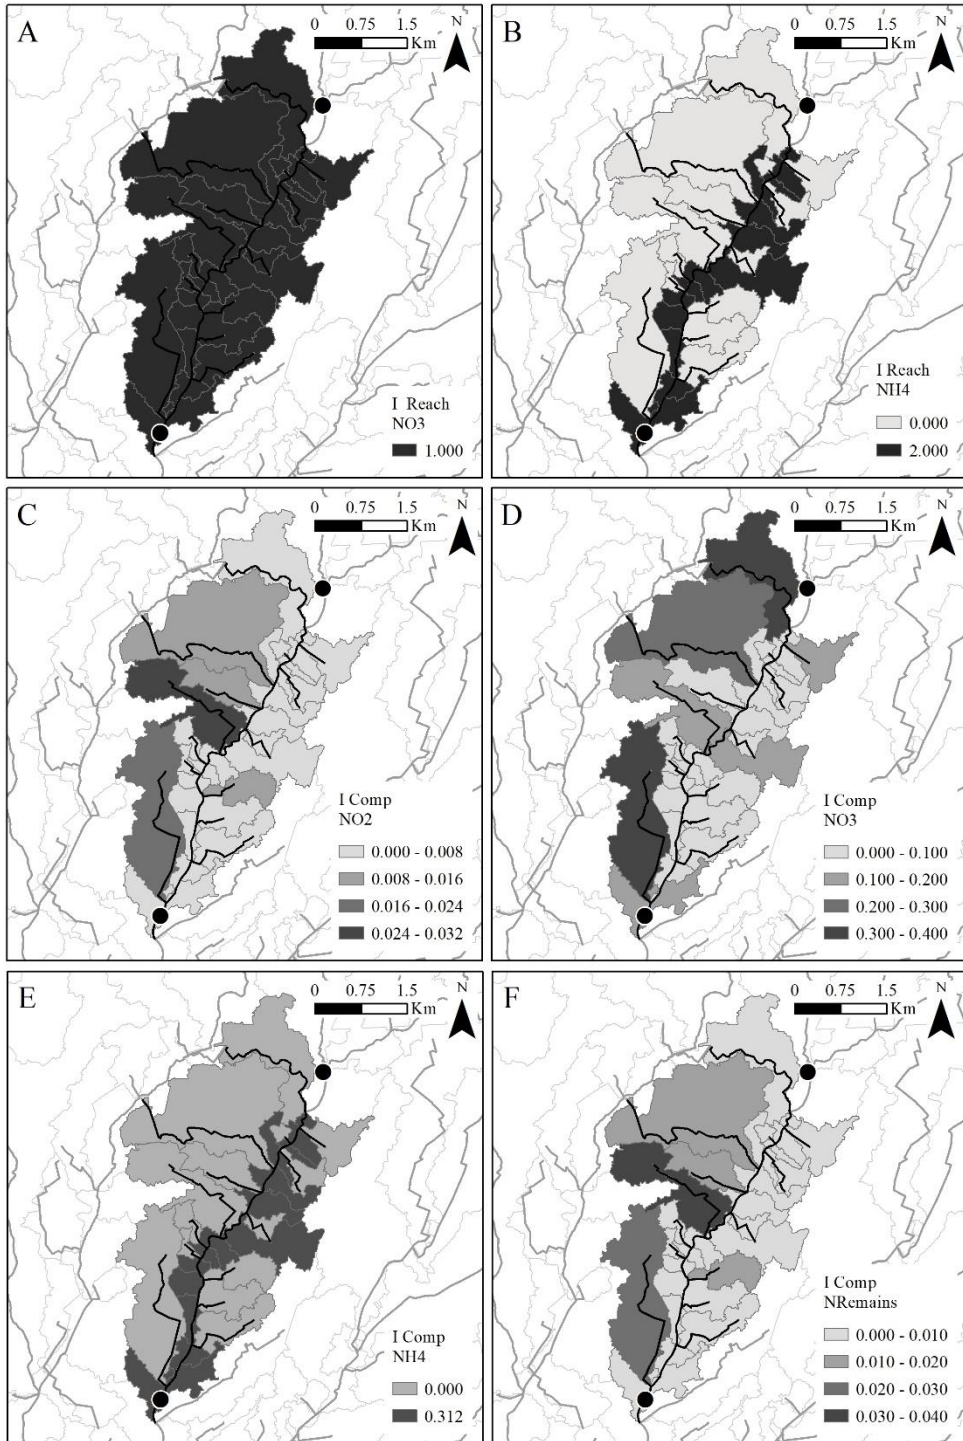 A
0 0.75 1.5
Km
N
I Reach
NO3
1.000
B
0 0.75 1.5
Km
N
I Reach
NH4
0.000
2.000
C
0 0.75 1.5
Km
N
I Comp
NO2
0.000 - 0.008
0.008 - 0.016
0.016 - 0.024
0.024 - 0.032
D
0 0.75 1.5
Km
N
I Comp
NO3
0.000 - 0.100
0.100 - 0.200
0.200 - 0.300
0.300 - 0.400
E
0 0.75 1.5
Km
N
I Comp
NH4
0.000
0.312
F
0 0.75 1.5
Km
N
I Comp
NRemains
0.000 - 0.010
0.010 - 0.020
0.020 - 0.030
0.030 - 0.040